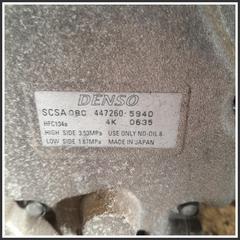 DENSO
SCSA08C 447260-5940
HFC134a 4K 0635
HIGH SIDE 3.53MPa USE ONLY ND-OIL 8
LOW SIDE 1.67MPa MADE IN JAPAN